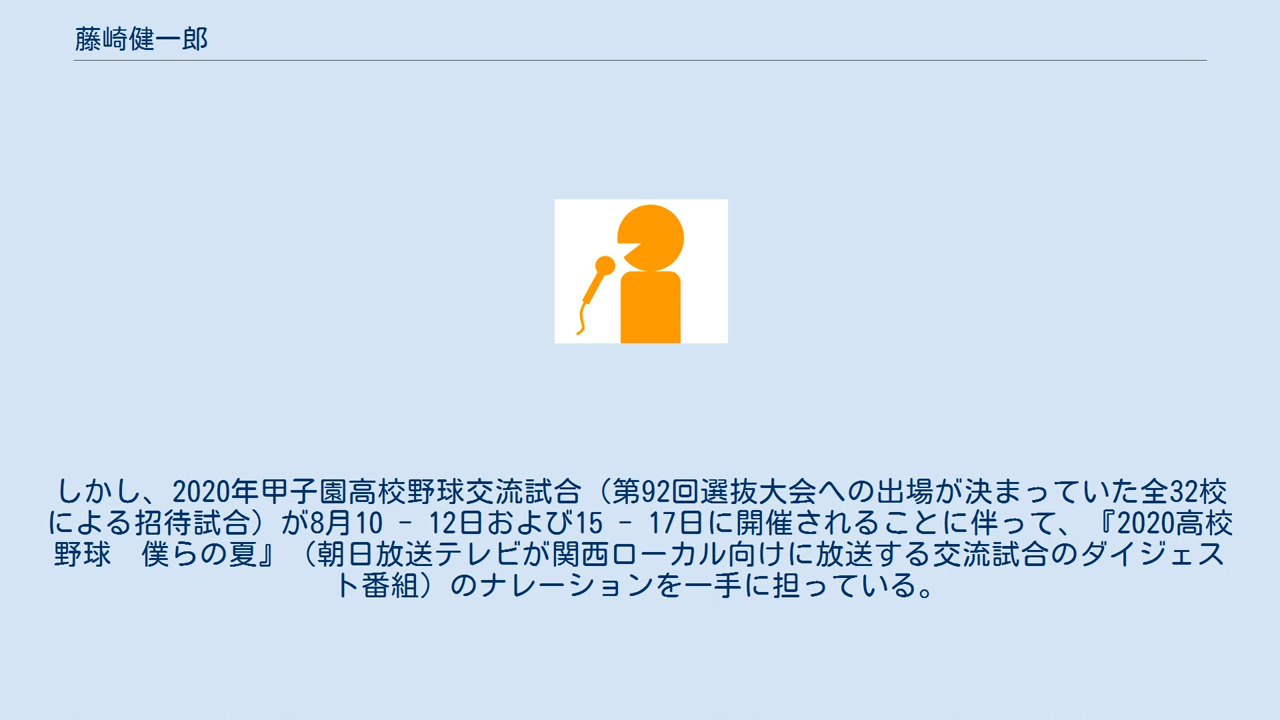 藤崎健一郎
しかし、2020年甲子園高校野球交流試合（第92回選抜大会への出場が決まっていた全32校
による招待試合）が8月10 - 12日および15 - 17日に開催されることに伴って、『2020高校
野球　僕らの夏』（朝日放送テレビが関西ローカル向けに放送する交流試合のダイジェス
ト番組）のナレーションを一手に担っている。